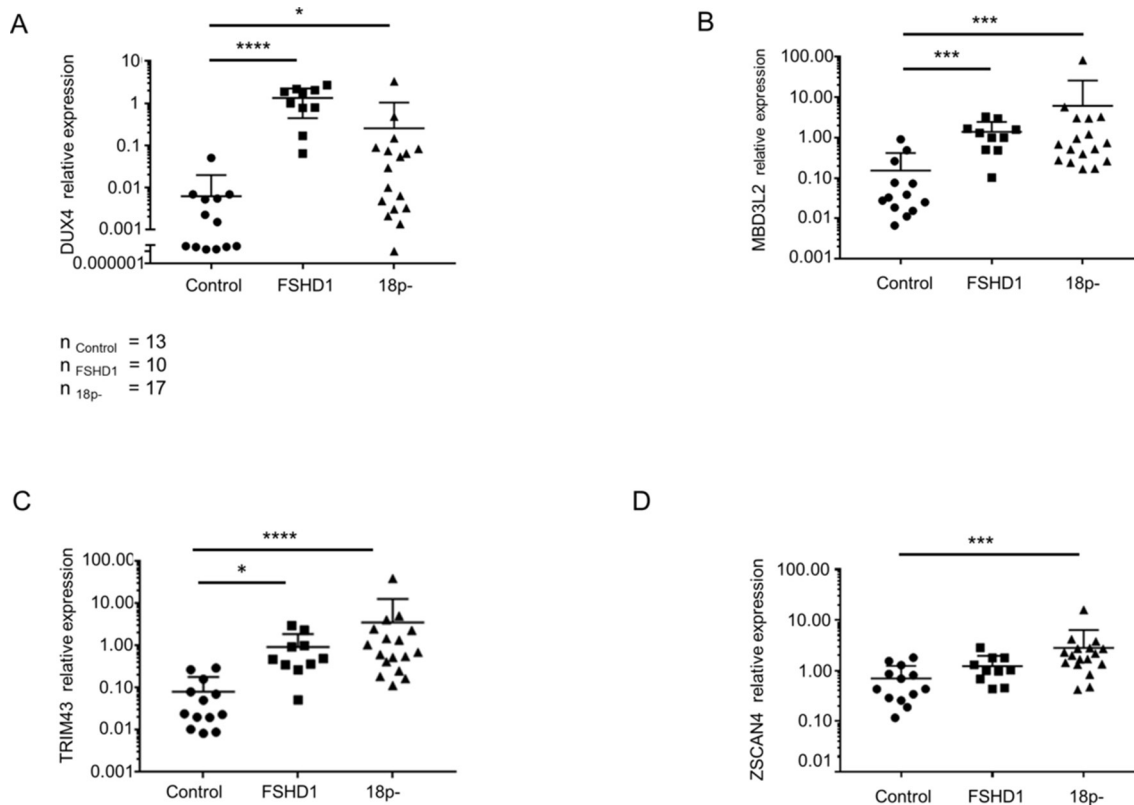 A
*
****
DUX4 relative expression
10
1
0.1
0.01
0.001
0.000001
Control FSHD1 18p-
n Control = 13
n FSHD1 = 10
n 18p- = 17
B
***
***
MBD3L2 relative expression
100.00
10.00
1.00
0.10
0.01
0.001
Control FSHD1 18p-
C
****
*
TRIM43 relative expression
100.00
10.00
1.00
0.10
0.01
0.001
Control FSHD1 18p-
D
***
ZSCAN4 relative expression
100.00
10.00
1.00
0.10
0.01
Control FSHD1 18p-